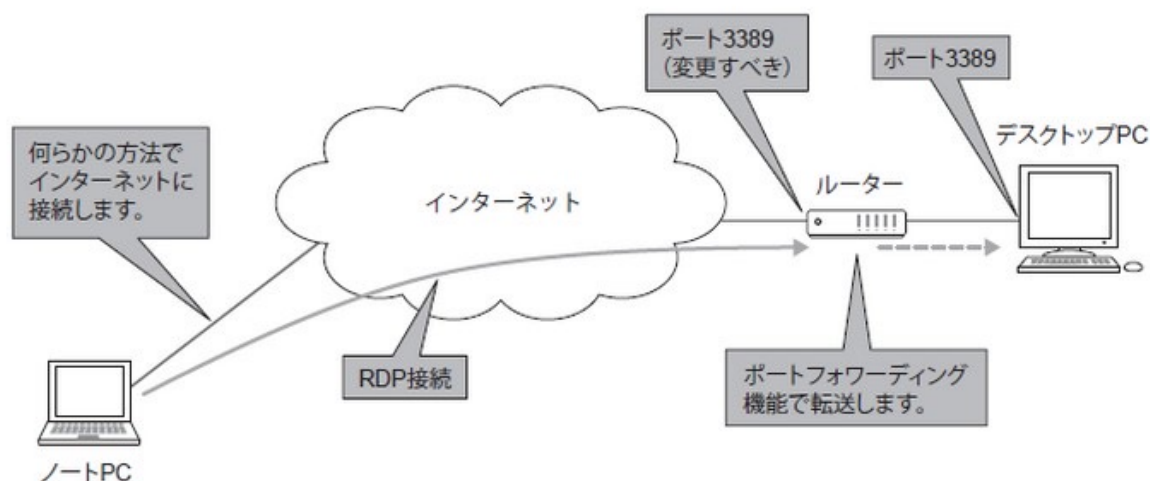 ポート3389
(変更すべき)
ポート3389
デスクトップPC
何らかの方法で
インターネットに
接続します。
インターネット
ルーター
RDP接続
ポートフォワーディング
機能で転送します。
ノートPC